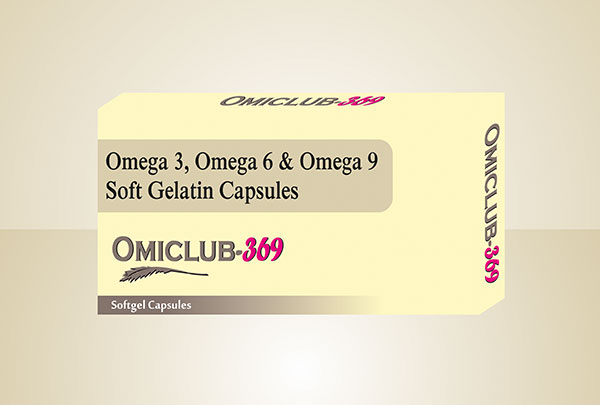 OMICLUB-369
Omega 3, Omega 6 & Omega 9
Soft Gelatin Capsules
OMICLUB-369
Softgel Capsules
OMICLUB-369